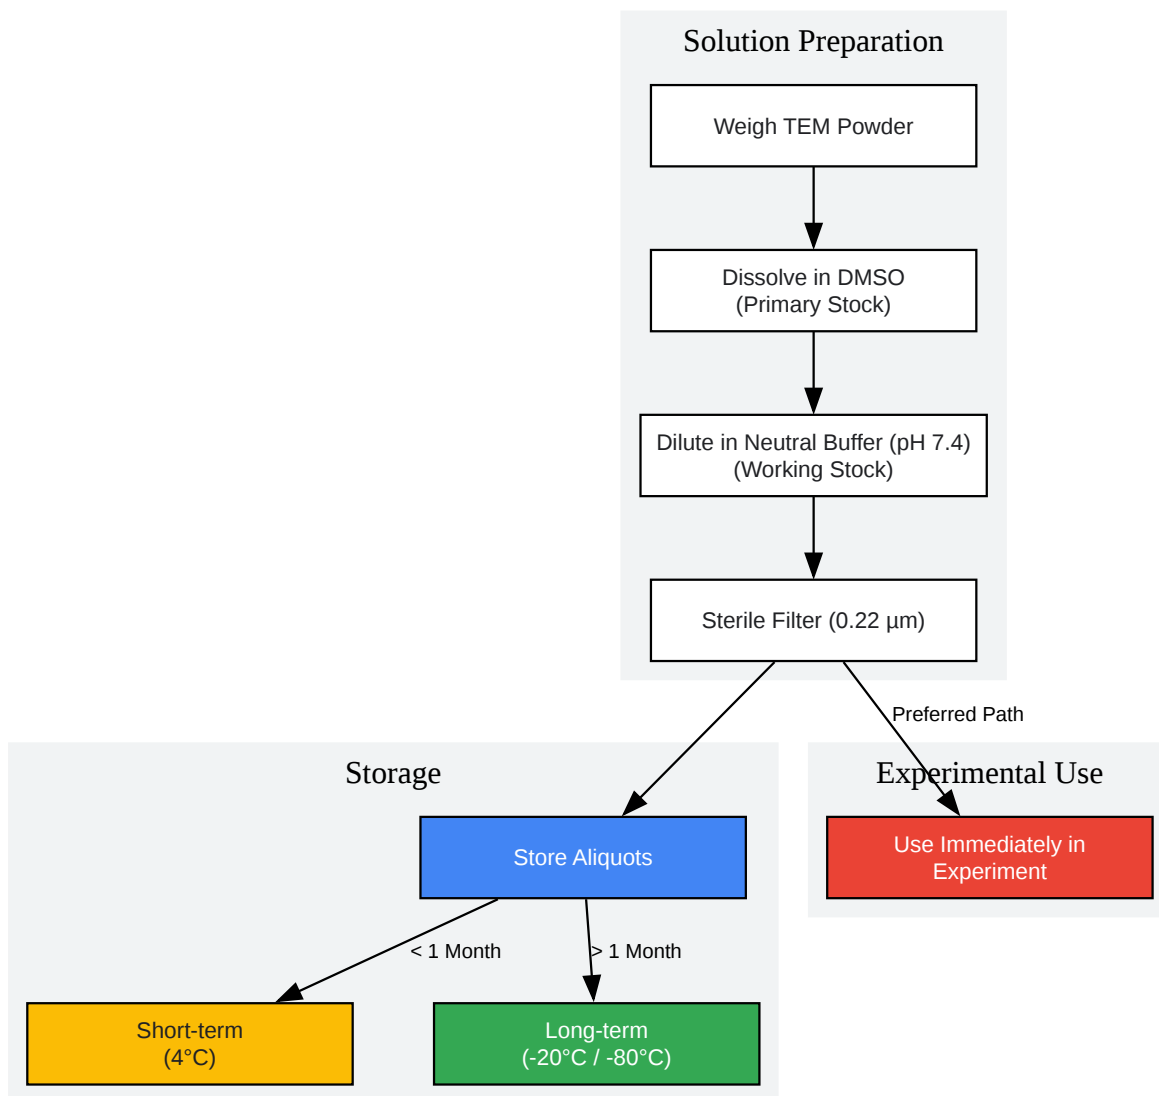 Solution Preparation
Weigh TEM Powder
Dissolve in DMSO
(Primary Stock)
Dilute in Neutral Buffer (pH 7.4)
(Working Stock)
Sterile Filter (0.22 µm)
Preferred Path
Storage
Experimental Use
Store Aliquots
Use Immediately in
Experiment
< 1 Month
> 1 Month
Short-term
(4°C)
Long-term
(-20°C / -80°C)